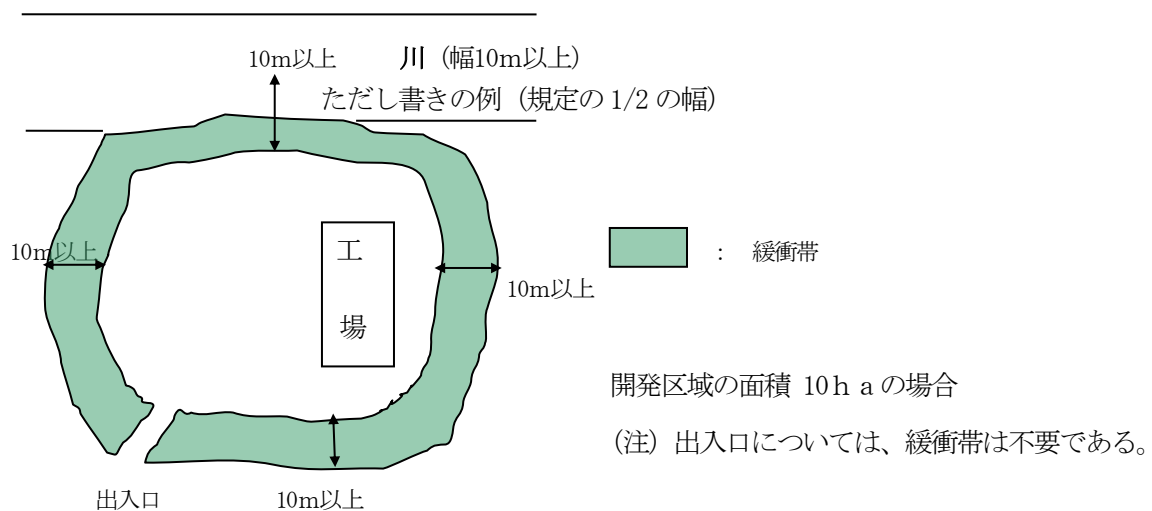 10m以上
川（幅10m以上）
ただし書きの例（規定の 1/2 の幅）
10m以上
工
場
10m以上
： 緩衝帯
開発区域の面積 10ｈａの場合
（注）出入口については、緩衝帯は不要である。
出入口
10m以上